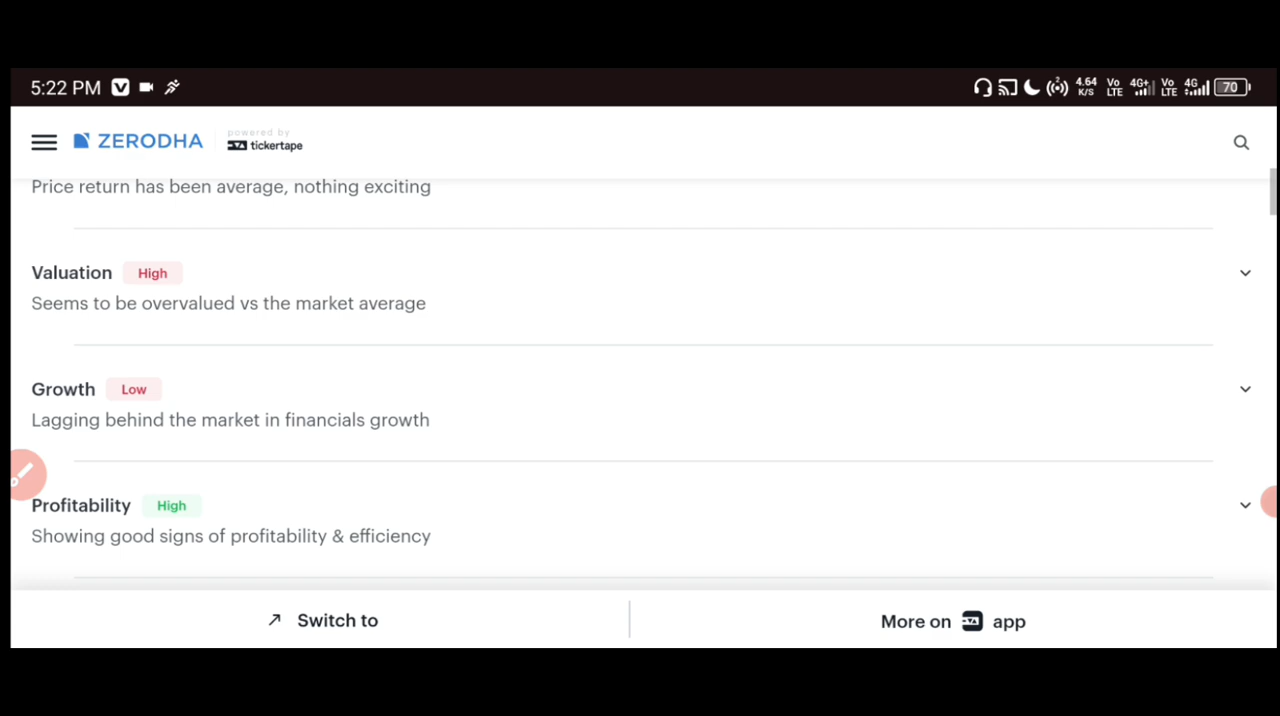 5:22 PM
4.64 K/S Vo LTE 4G+ Vo LTE 4G 70
ZERODHA
powered by
tickertape
Price return has been average, nothing exciting
Valuation High
Seems to be overvalued vs the market average
Growth Low
Lagging behind the market in financials growth
Profitability High
Showing good signs of profitability & efficiency
Switch to
More on app